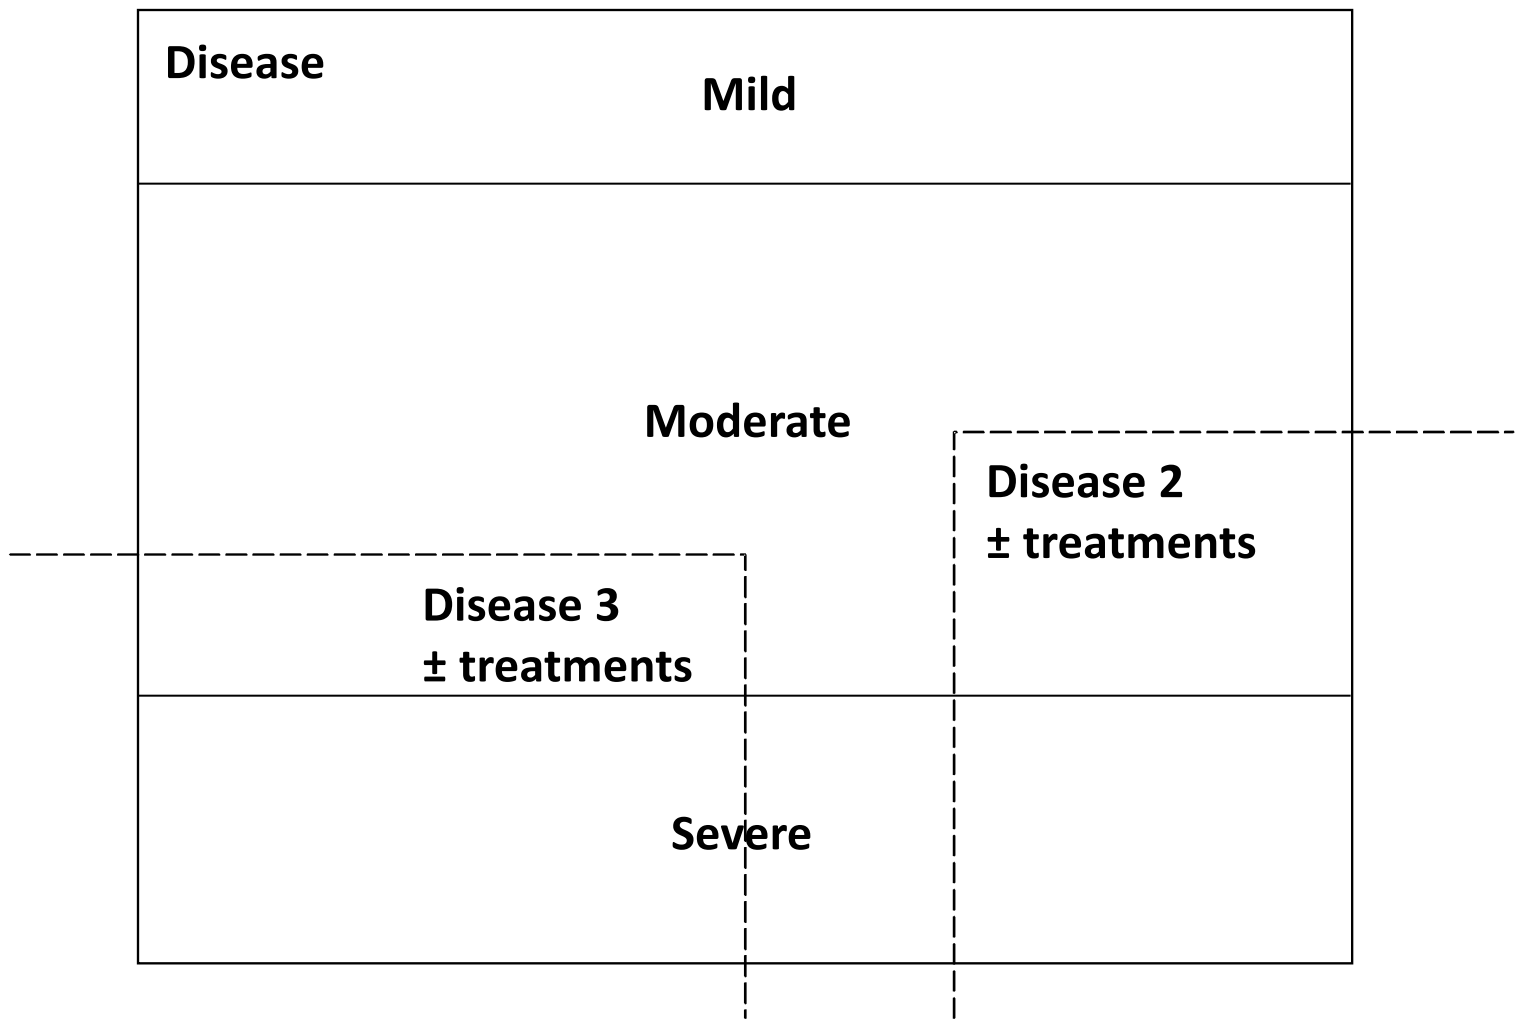 Disease
Mild
Moderate
Disease 2
± treatments
Disease 3
± treatments
Severe